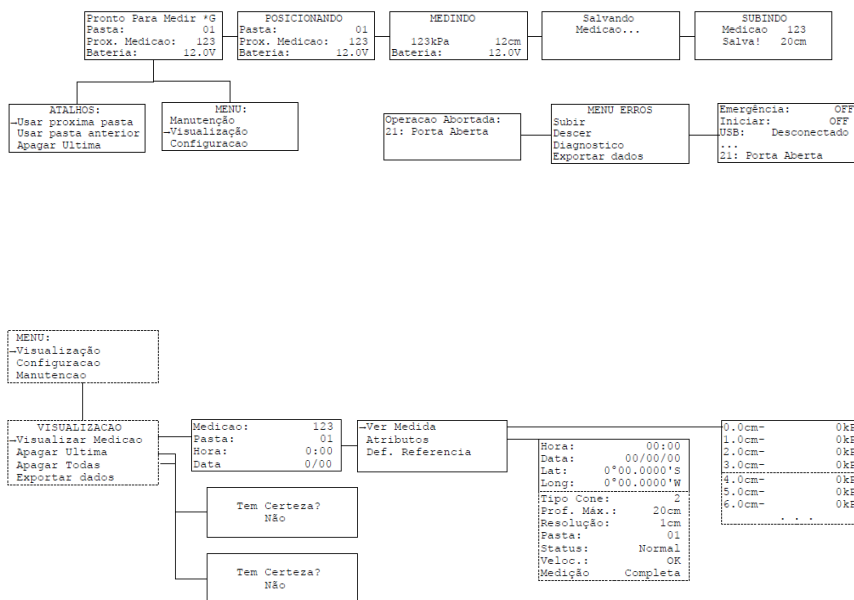 Pronto Para Medir *G
Pasta: 01
Prox. Medicao: 123
Bateria: 12.0V
POSICIONANDO
Pasta: 01
Prox. Medicao: 123
Bateria: 12.0V
MEDINDO
123kPa 12cm
Bateria: 12.0V
Salvando
Medicao...
SUBINDO
Medicao 123
Salva! 20cm
ATALHOS:
→Usar proxima pasta
Usar pasta anterior
Apagar Ultima
MENU:
Manutenção
→Visualização
Configuracao
Operacao Abortada:
21: Porta Aberta
MENU ERROS
Subir
Descer
Diagnostico
Exportar dados
Emergência: OFF
Iniciar: OFF
USB: Desconectado
...
21: Porta Aberta
MENU:
→Visualização
Configuracao
Manutencao
VISUALIZACAO
→Visualizar Medicao
Apagar Ultima
Apagar Todas
Exportar dados
Medicao: 123
Pasta: 01
Hora: 0:00
Data 0/00
→Ver Medida
Atributos
Def. Referencia
Hora: 00:00
Data: 00/00/00
Lat: 0°00.0000'S
Long: 0°00.0000'W
Tipo Cone: 2
Prof. Máx.: 20cm
Resolução: 1cm
Pasta: 01
Status: Normal
Veloc.: OK
Medição Completa
0.0cm-
1.0cm-
2.0cm-
3.0cm-
4.0cm-
5.0cm-
6.0cm-
. . .
Tem Certeza?
Não
Tem Certeza?
Não